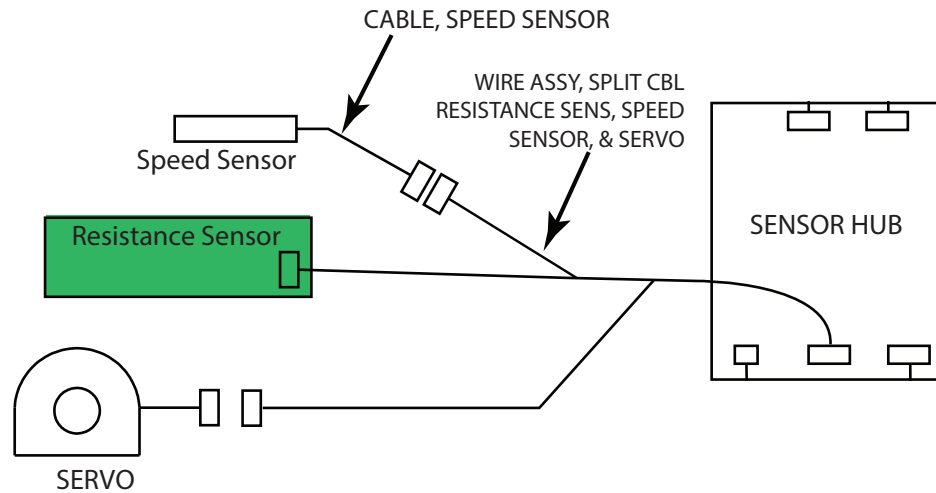 CABLE, SPEED SENSOR
WIRE ASSY, SPLIT CBL
RESISTANCE SENS, SPEED
SENSOR, & SERVO
Speed Sensor
Resistance Sensor
SENSOR HUB
SERVO